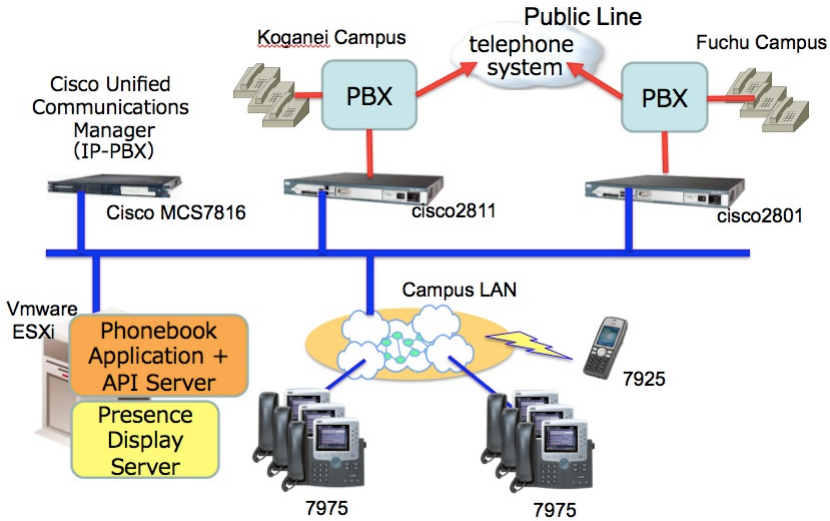 Public Line
Koganei Campus
telephone
system
Fuchu Campus
PBX
PBX
Cisco Unified
Communications
Manager
(IP-PBX)
Cisco MCS7816
cisco2811
cisco2801
Campus LAN
Vmware
ESXi
Phonebook
Application +
API Server
Presence
Display
Server
7925
7975
7975